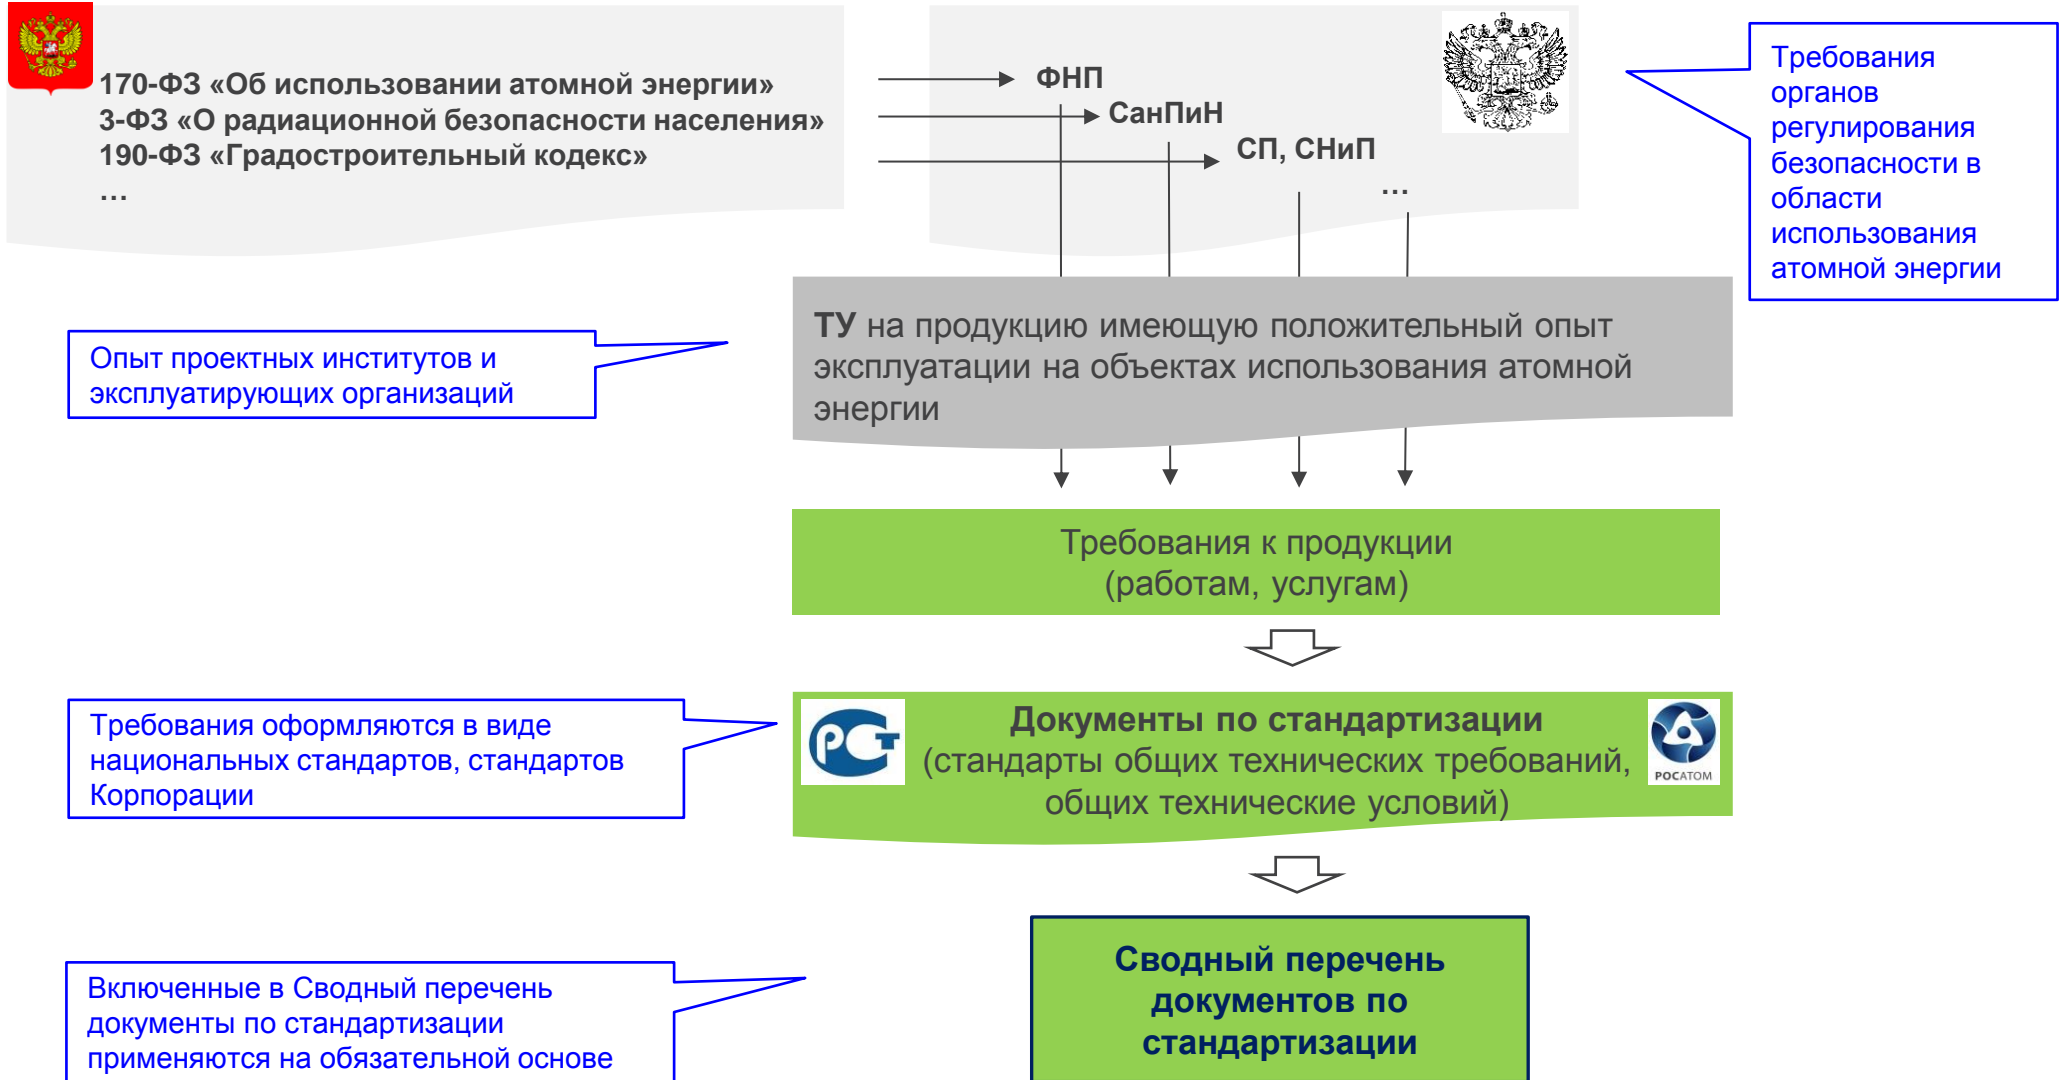 170-ФЗ «Об использовании атомной энергии»
3-ФЗ «О радиационной безопасности населения»
190-ФЗ «Градостроительный кодекс»
…
ФНП
СанПиН
СП, СНиП
…
Требования
органов
регулирования
безопасности в
области
использования
атомной энергии
ТУ на продукцию имеющую положительный опыт
эксплуатации на объектах использования атомной
энергии
Опыт проектных институтов и
эксплуатирующих организаций
Требования к продукции
(работам, услугам)
Требования оформляются в виде
национальных стандартов, стандартов
Корпорации
РСТ
Документы по стандартизации
(стандарты общих технических требований,
общих технические условий)
РОСАТОМ
Включенные в Сводный перечень
документы по стандартизации
применяются на обязательной основе
Сводный перечень
документов по
стандартизации